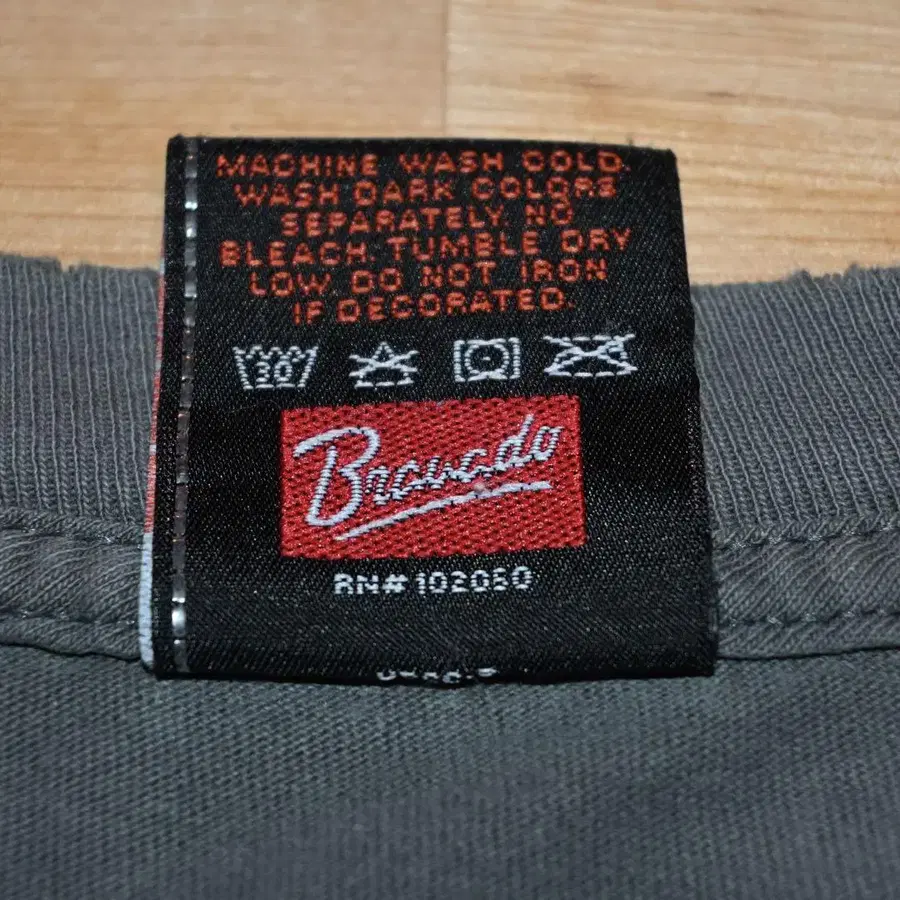 MACHINE WASH COLD.
WASH DARK COLORS
SEPARATELY. NO
BLEACH. TUMBLE DRY
LOW. DO NOT IRON
IF DECORATED.
30
Bravado
RN# 102050